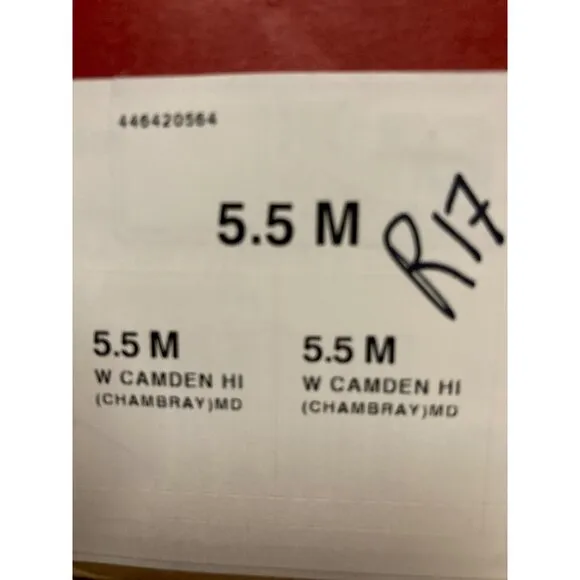 446420564
5.5 M
R17
5.5 M
W CAMDEN HI
(CHAMBRAY)MD
5.5 M
W CAMDEN HI
(CHAMBRAY)MD